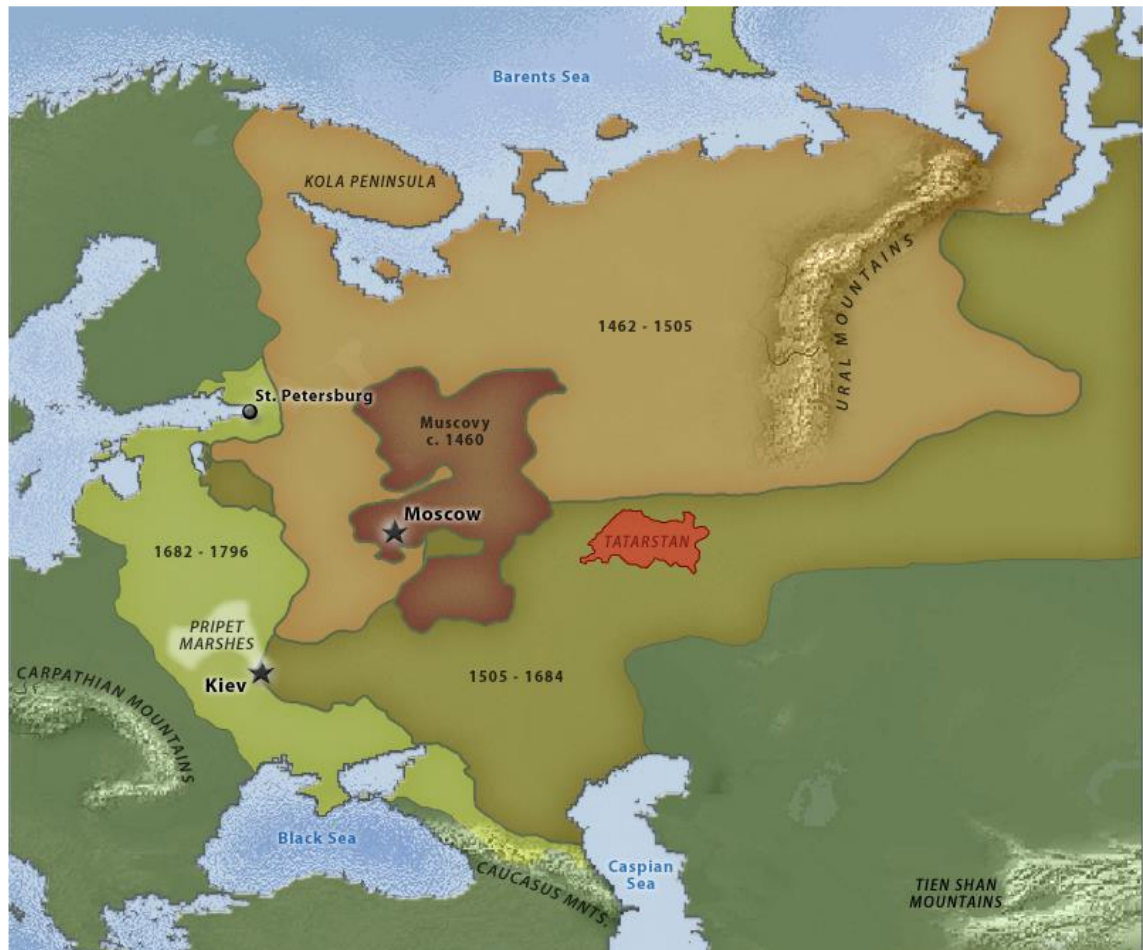 Barents Sea
KOLA PENINSULA
URAL MOUNTAINS
1462 - 1505
St. Petersburg
Muscovy
c. 1460
Moscow
TATARSTAN
1682 - 1796
PRIPET
MARSHES
Kiev
1505 - 1684
CARPATHIAN MOUNTAINS
Black Sea
CAUCASUS MNTS.
Caspian
Sea
TIEN SHAN
MOUNTAINS